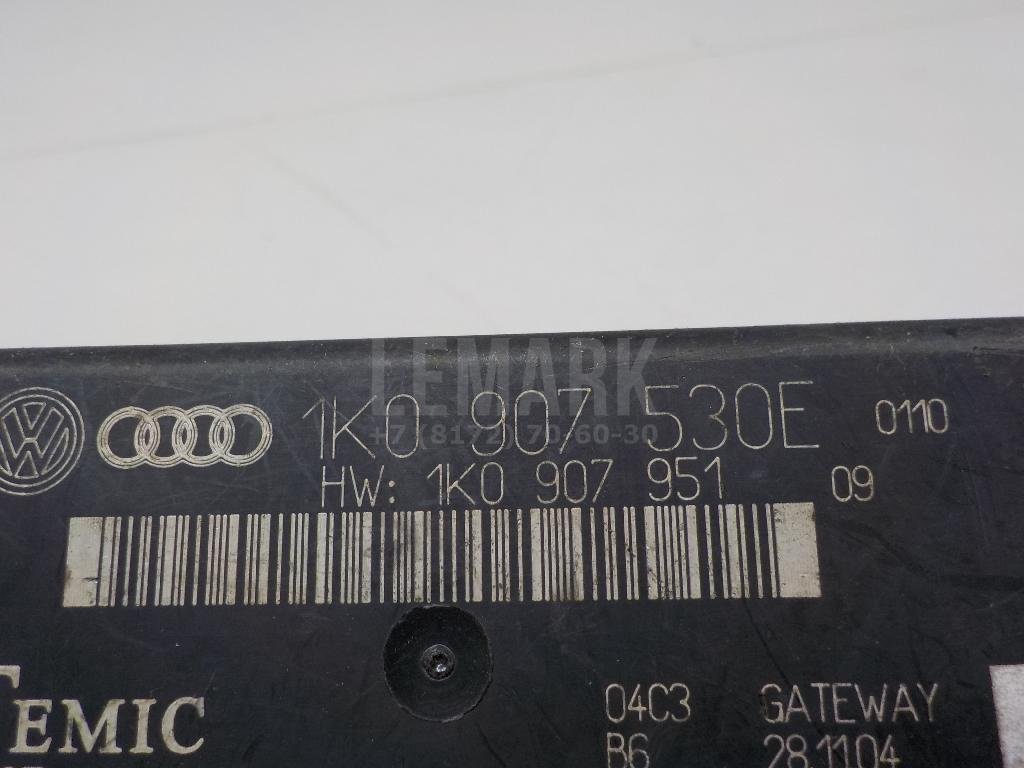 LEMARK
+7 (8172) 70-60-30
1K0 907 530E 0110
HW: 1K0 907 951 09
TEMIC
04C3 GATEWAY
B6 281104